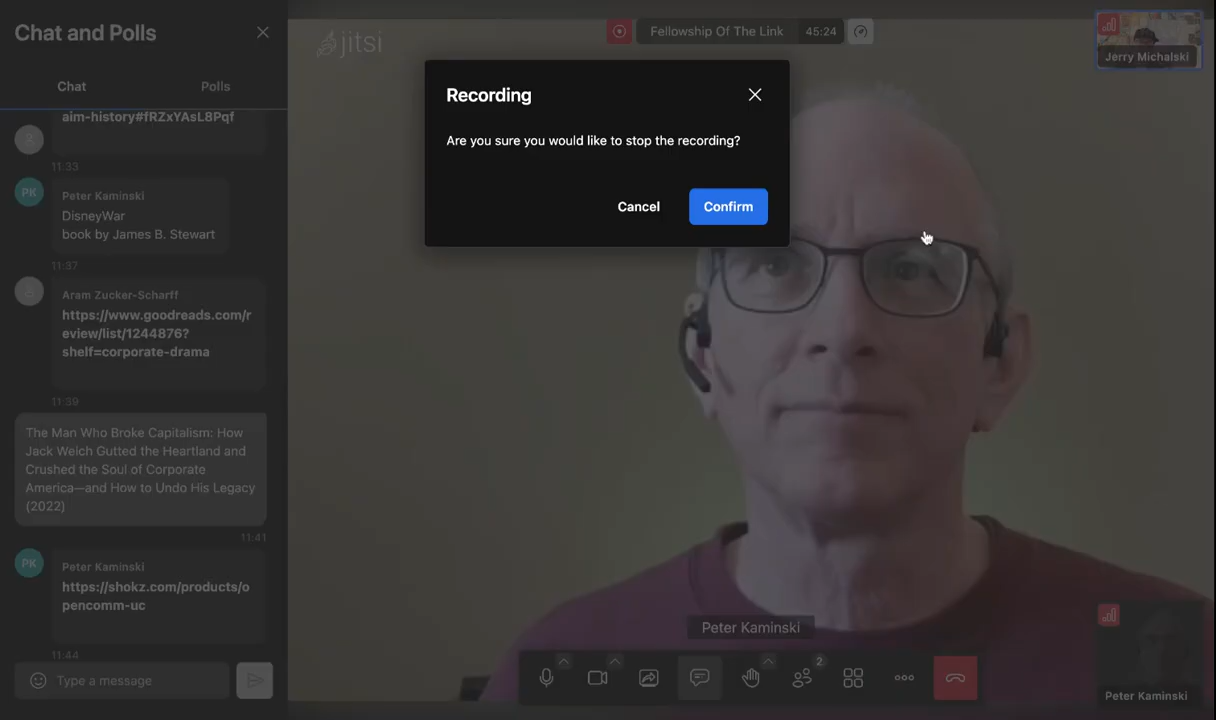 Chat and Polls
Chat
Polls
aim-history#fRZxYAsL8Pqf
11:33
PK
Peter Kaminski
DisneyWar
book by James B. Stewart
11:37
Aram Zucker-Scharff
https://www.goodreads.com/r
eview/list/1244876?
shelf=corporate-drama
11:39
The Man Who Broke Capitalism: How
Jack Welch Gutted the Heartland and
Crushed the Soul of Corporate
America—and How to Undo His Legacy
(2022)
11:41
PK
Peter Kaminski
https://shokz.com/products/o
pencomm-uc
11:44
Type a message
jitsi
Fellowship Of The Link
45:24
Recording
Are you sure you would like to stop the recording?
Cancel
Confirm
Jerry Michalski
Peter Kaminski
2
Peter Kaminski